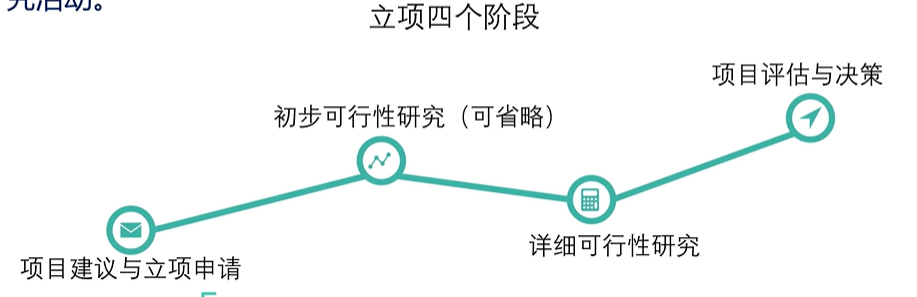 究活动。
立项四个阶段
项目评估与决策
初步可行性研究（可省略）
详细可行性研究
项目建议与立项申请